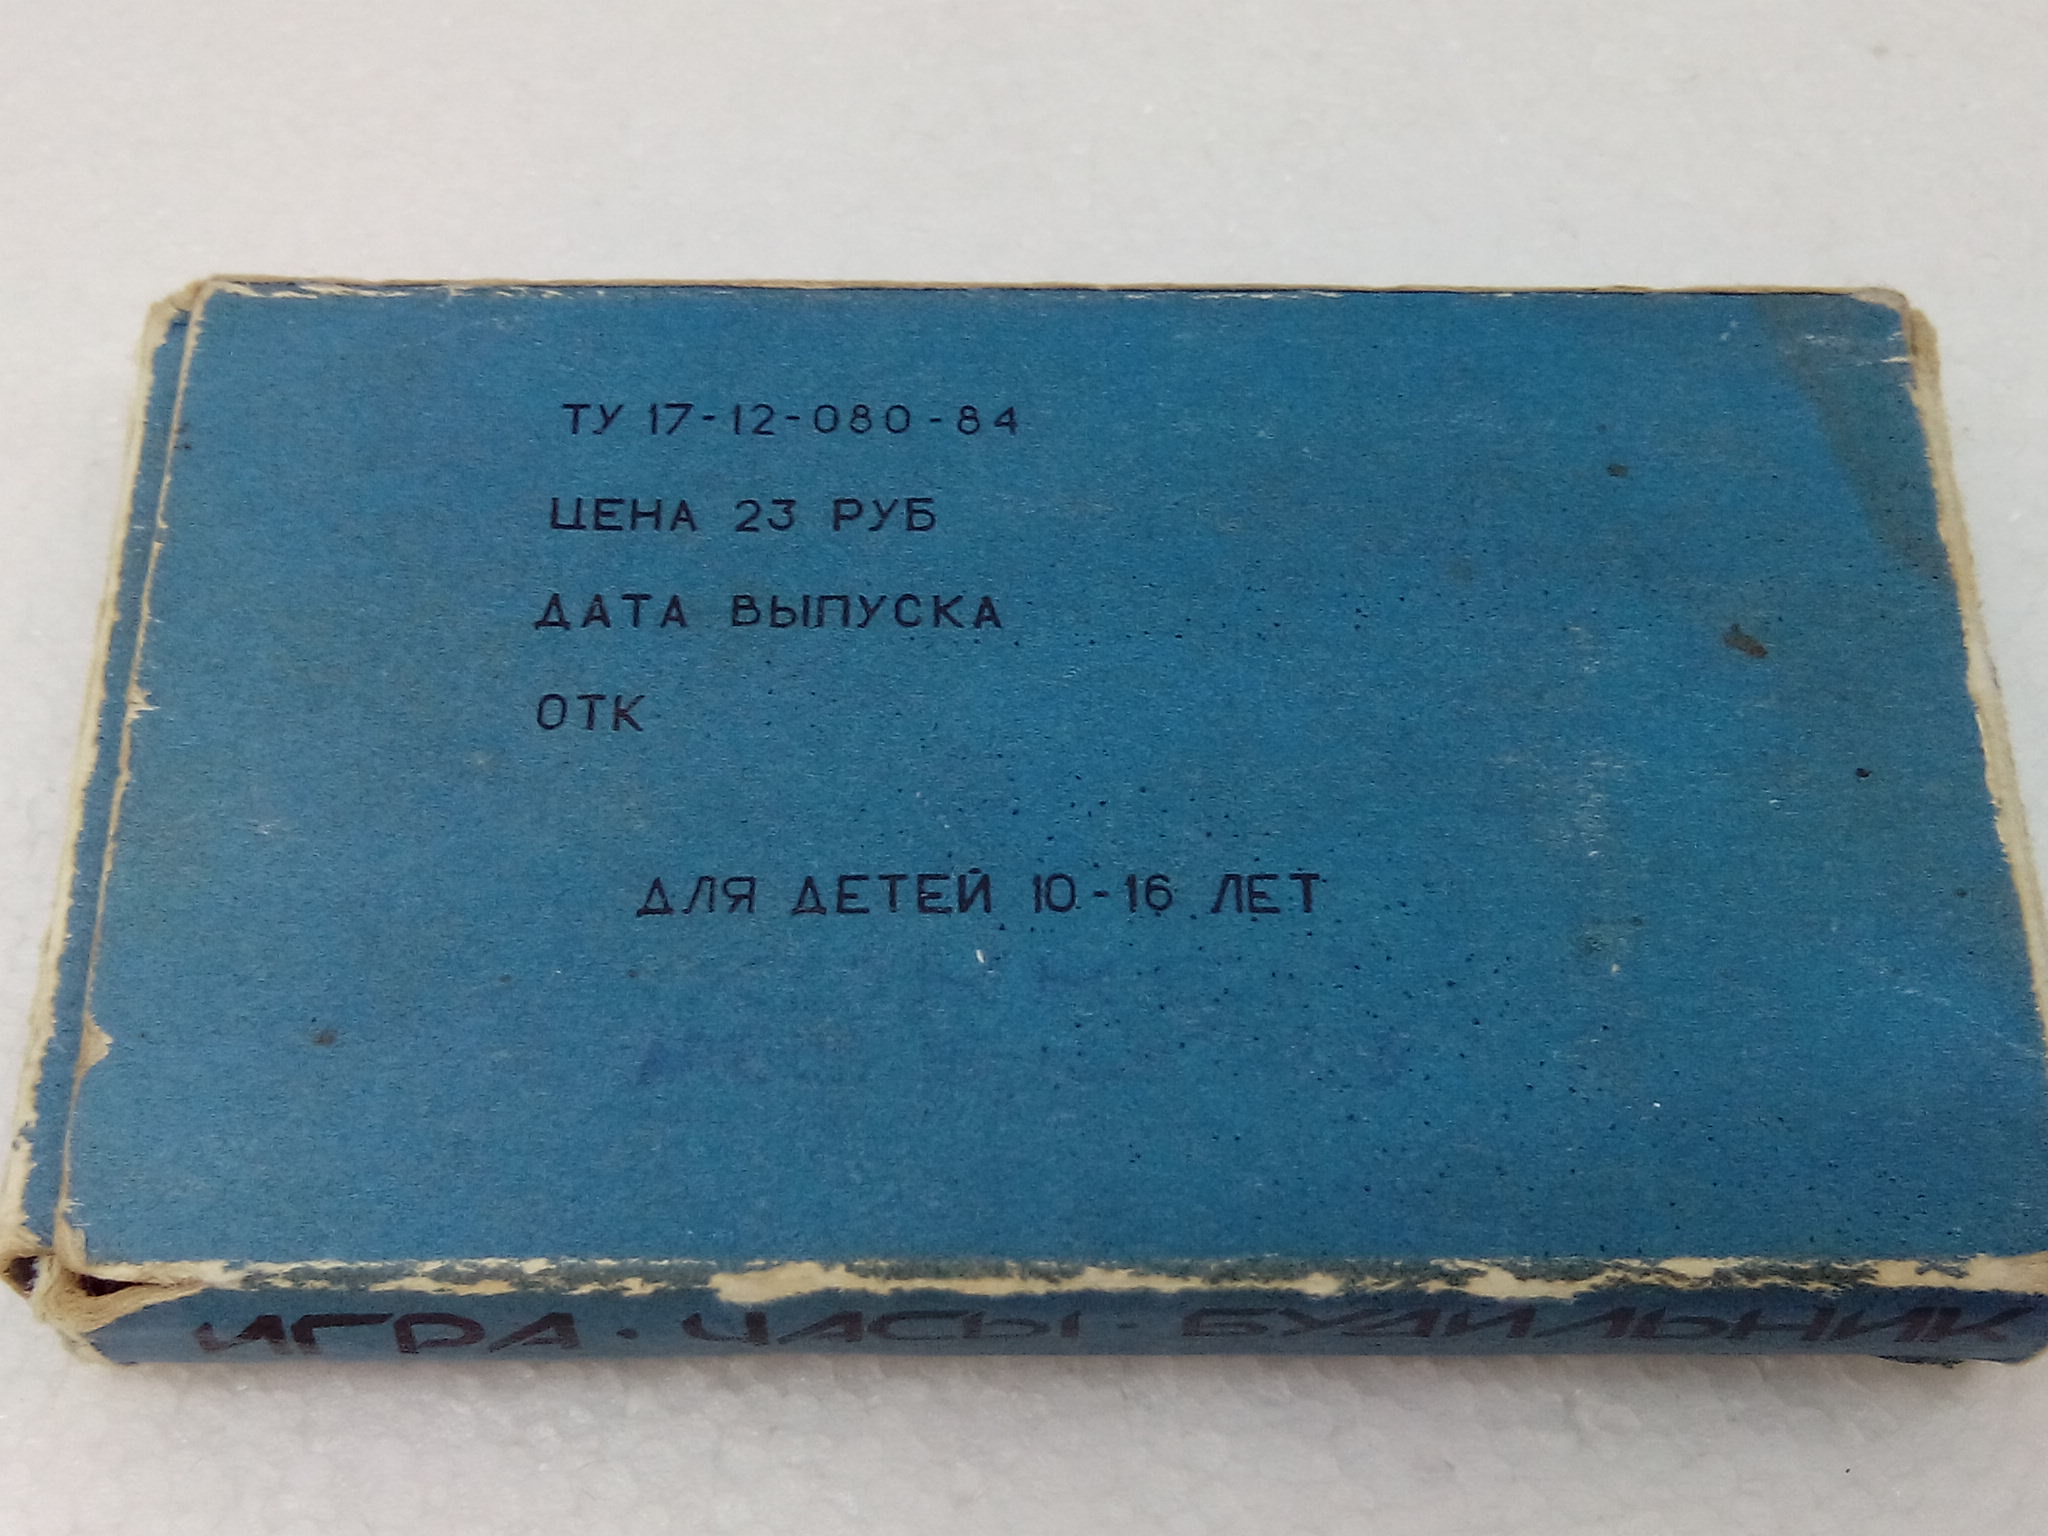 ТУ 17-12-080-84
ЦЕНА 23 РУБ
ДАТА ВЫПУСКА
ОТК
ДЛЯ ДЕТЕЙ 10-16 ЛЕТ
ИГРА · ЧАСЫ · БУДИЛЬНИК